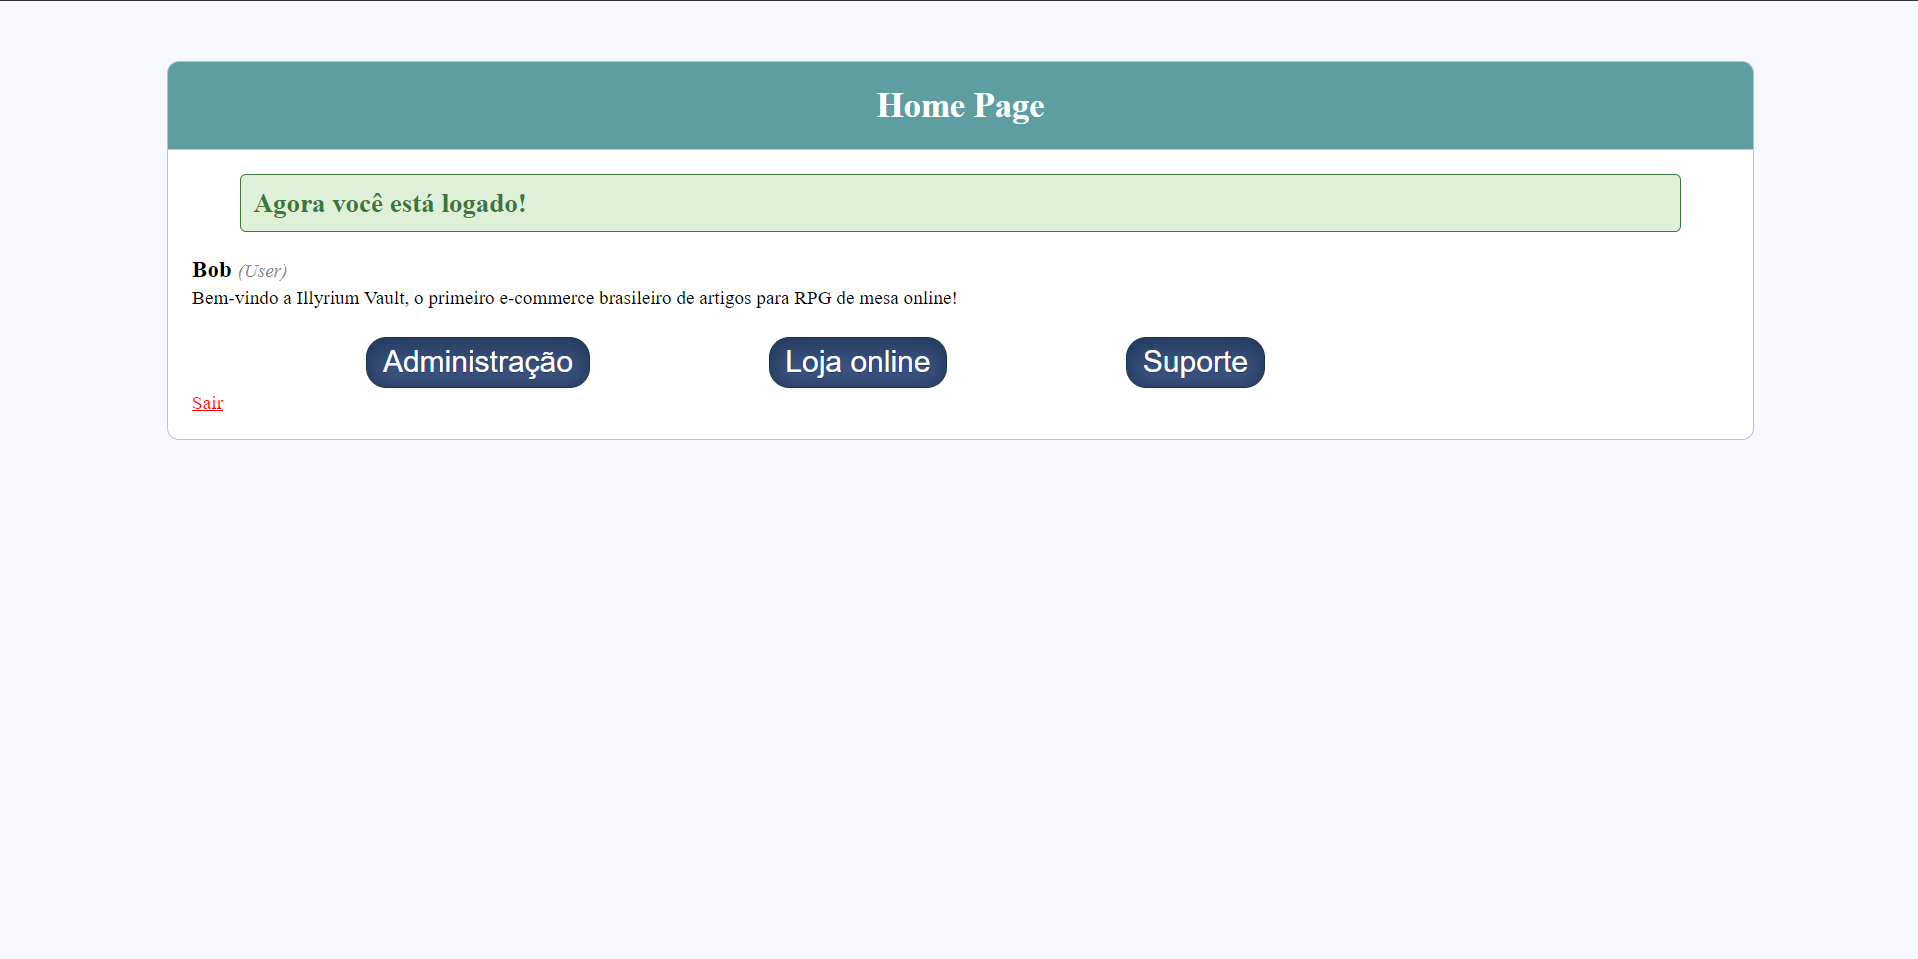 Home Page
Agora você está logado!
Bob (User)
Bem-vindo a Illyrium Vault, o primeiro e-commerce brasileiro de artigos para RPG de mesa online!
Administração Loja online Suporte
Sair